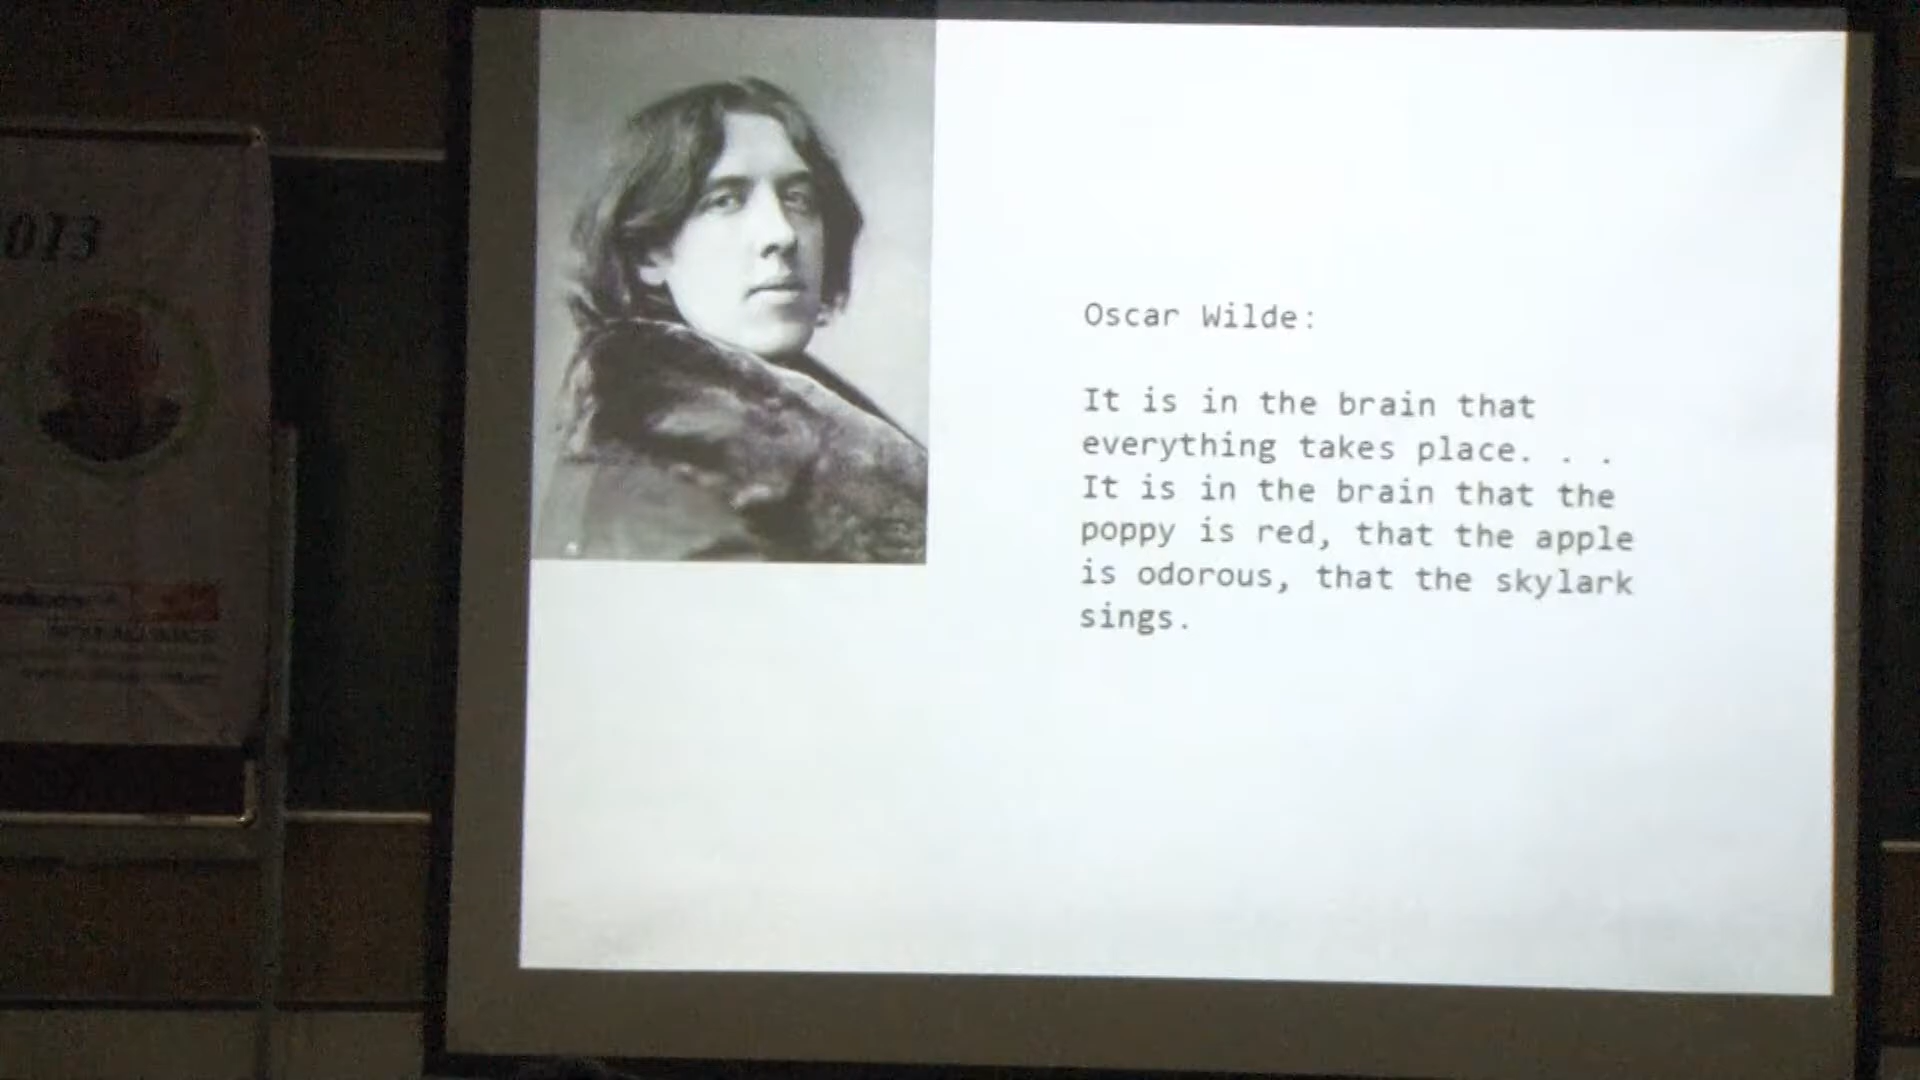 013
Oscar Wilde:
It is in the brain that
everything takes place. . .
It is in the brain that the
poppy is red, that the apple
is odorous, that the skylark
sings.